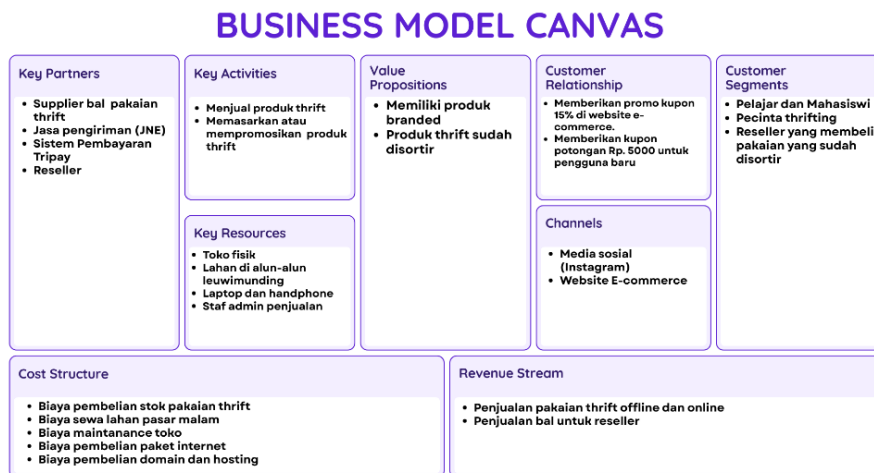 BUSINESS MODEL CANVAS
Key Partners
• Supplier bal pakaian
thrift
• Jasa pengiriman (JNE)
• Sistem Pembayaran
Tripay
• Reseller
Key Activities
• Menjual produk thrift
• Memasarkan atau
mempromosikan produk
thrift
Key Resources
• Toko fisik
• Lahan di alun-alun
leuwimunding
• Laptop dan handphone
• Staf admin penjualan
Value
Propositions
• Memiliki produk
branded
• Produk thrift sudah
disortir
Customer
Relationship
• Memberikan promo kupon
15% di website e-
commerce.
• Memberikan kupon
potongan Rp. 5000 untuk
pengguna baru
Channels
• Media sosial
(Instagram)
• Website E-commerce
Customer
Segments
• Pelajar dan Mahasiswi
• Pecinta thrifting
• Reseller yang membeli
pakaian yang sudah
disortir
Cost Structure
• Biaya pembelian stok pakaian thrift
• Biaya sewa lahan pasar malam
• Biaya maintanance toko
• Biaya pembelian paket internet
• Biaya pembelian domain dan hosting
Revenue Stream
• Penjualan pakaian thrift offline dan online
• Penjualan bal untuk reseller